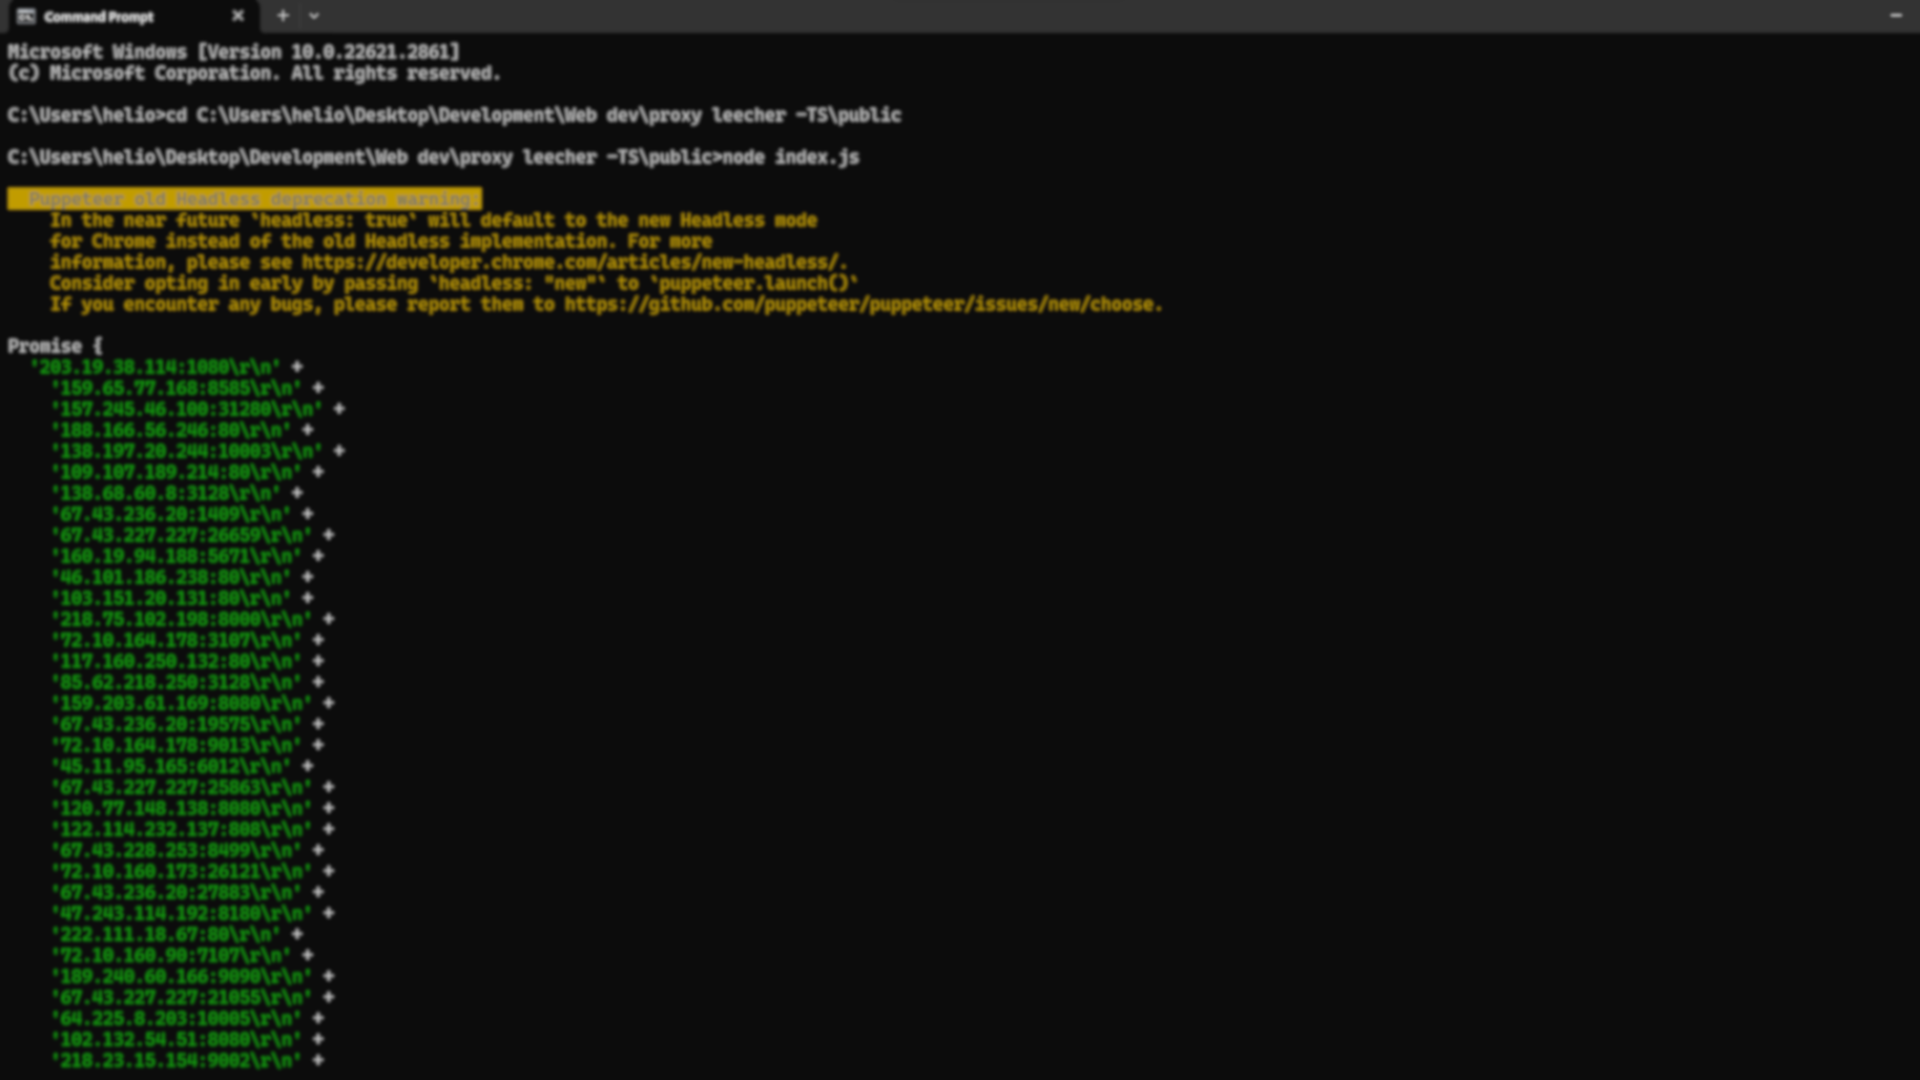 Command Prompt
Microsoft Windows [Version 10.0.22621.2861]
(c) Microsoft Corporation. All rights reserved.
C:\Users\helio>cd C:\Users\helio\Desktop\Development\Web dev\proxy leecher -TS\public
C:\Users\helio\Desktop\Development\Web dev\proxy leecher -TS\public>node index.js
Puppeteer old Headless deprecation warning
In the near future `headless: true` will default to the new Headless mode
for Chrome instead of the old Headless implementation. For more
information, please see https://developer.chrome.com/articles/new-headless/.
Consider opting in early by passing `headless: "new"` to `puppeteer.launch()`
If you encounter any bugs, please report them to https://github.com/puppeteer/puppeteer/issues/new/choose.
Promise {
'203.19.38.114:1080\r\n' +
'159.65.77.168:8585\r\n' +
'157.245.46.100:31280\r\n' +
'188.166.56.246:80\r\n' +
'138.197.20.244:10003\r\n' +
'109.107.189.214:80\r\n' +
'138.68.60.8:3128\r\n' +
'67.43.236.20:1409\r\n' +
'67.43.227.227:26659\r\n' +
'160.19.94.188:5671\r\n' +
'46.101.186.238:80\r\n' +
'103.151.20.131:80\r\n' +
'218.75.102.198:8000\r\n' +
'72.10.164.178:3107\r\n' +
'117.160.250.132:80\r\n' +
'85.62.218.250:3128\r\n' +
'159.203.61.169:8080\r\n' +
'67.43.236.20:19575\r\n' +
'72.10.164.178:9013\r\n' +
'45.11.95.165:6012\r\n' +
'67.43.227.227:25863\r\n' +
'120.77.148.138:8080\r\n' +
'122.114.232.137:808\r\n' +
'67.43.228.253:8499\r\n' +
'72.10.160.173:26121\r\n' +
'67.43.236.20:27883\r\n' +
'47.243.114.192:8180\r\n' +
'222.111.18.67:80\r\n' +
'72.10.160.90:7107\r\n' +
'189.240.60.166:9090\r\n' +
'67.43.227.227:21055\r\n' +
'64.225.8.203:10005\r\n' +
'102.132.54.51:8080\r\n' +
'218.23.15.154:9002\r\n' +